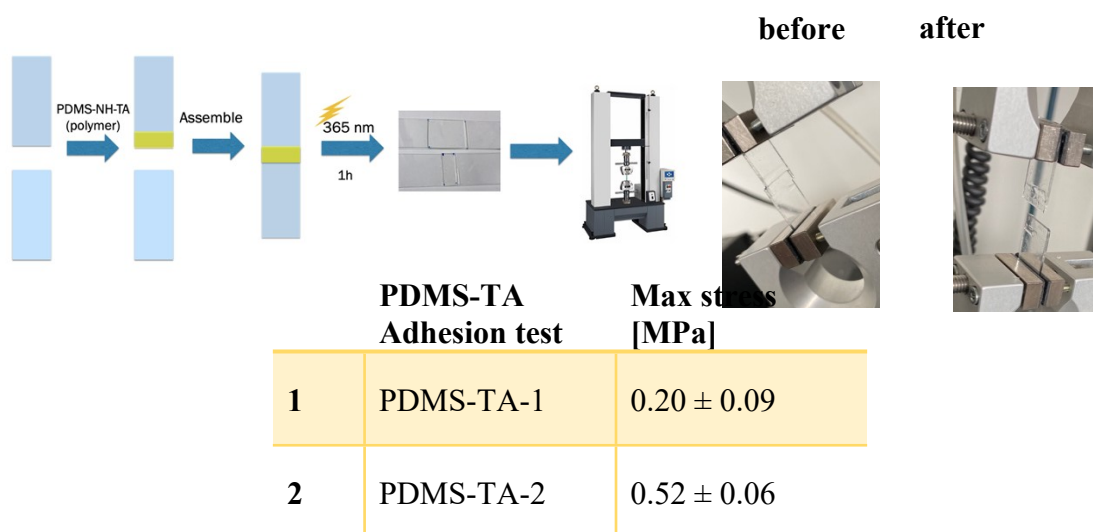 before after
PDMS-NH-TA
(polymer)
Assemble
365 nm
1h
PDMS-TA Max stress
Adhesion test [MPa]
1 PDMS-TA-1 0.20 ± 0.09
2 PDMS-TA-2 0.52 ± 0.06